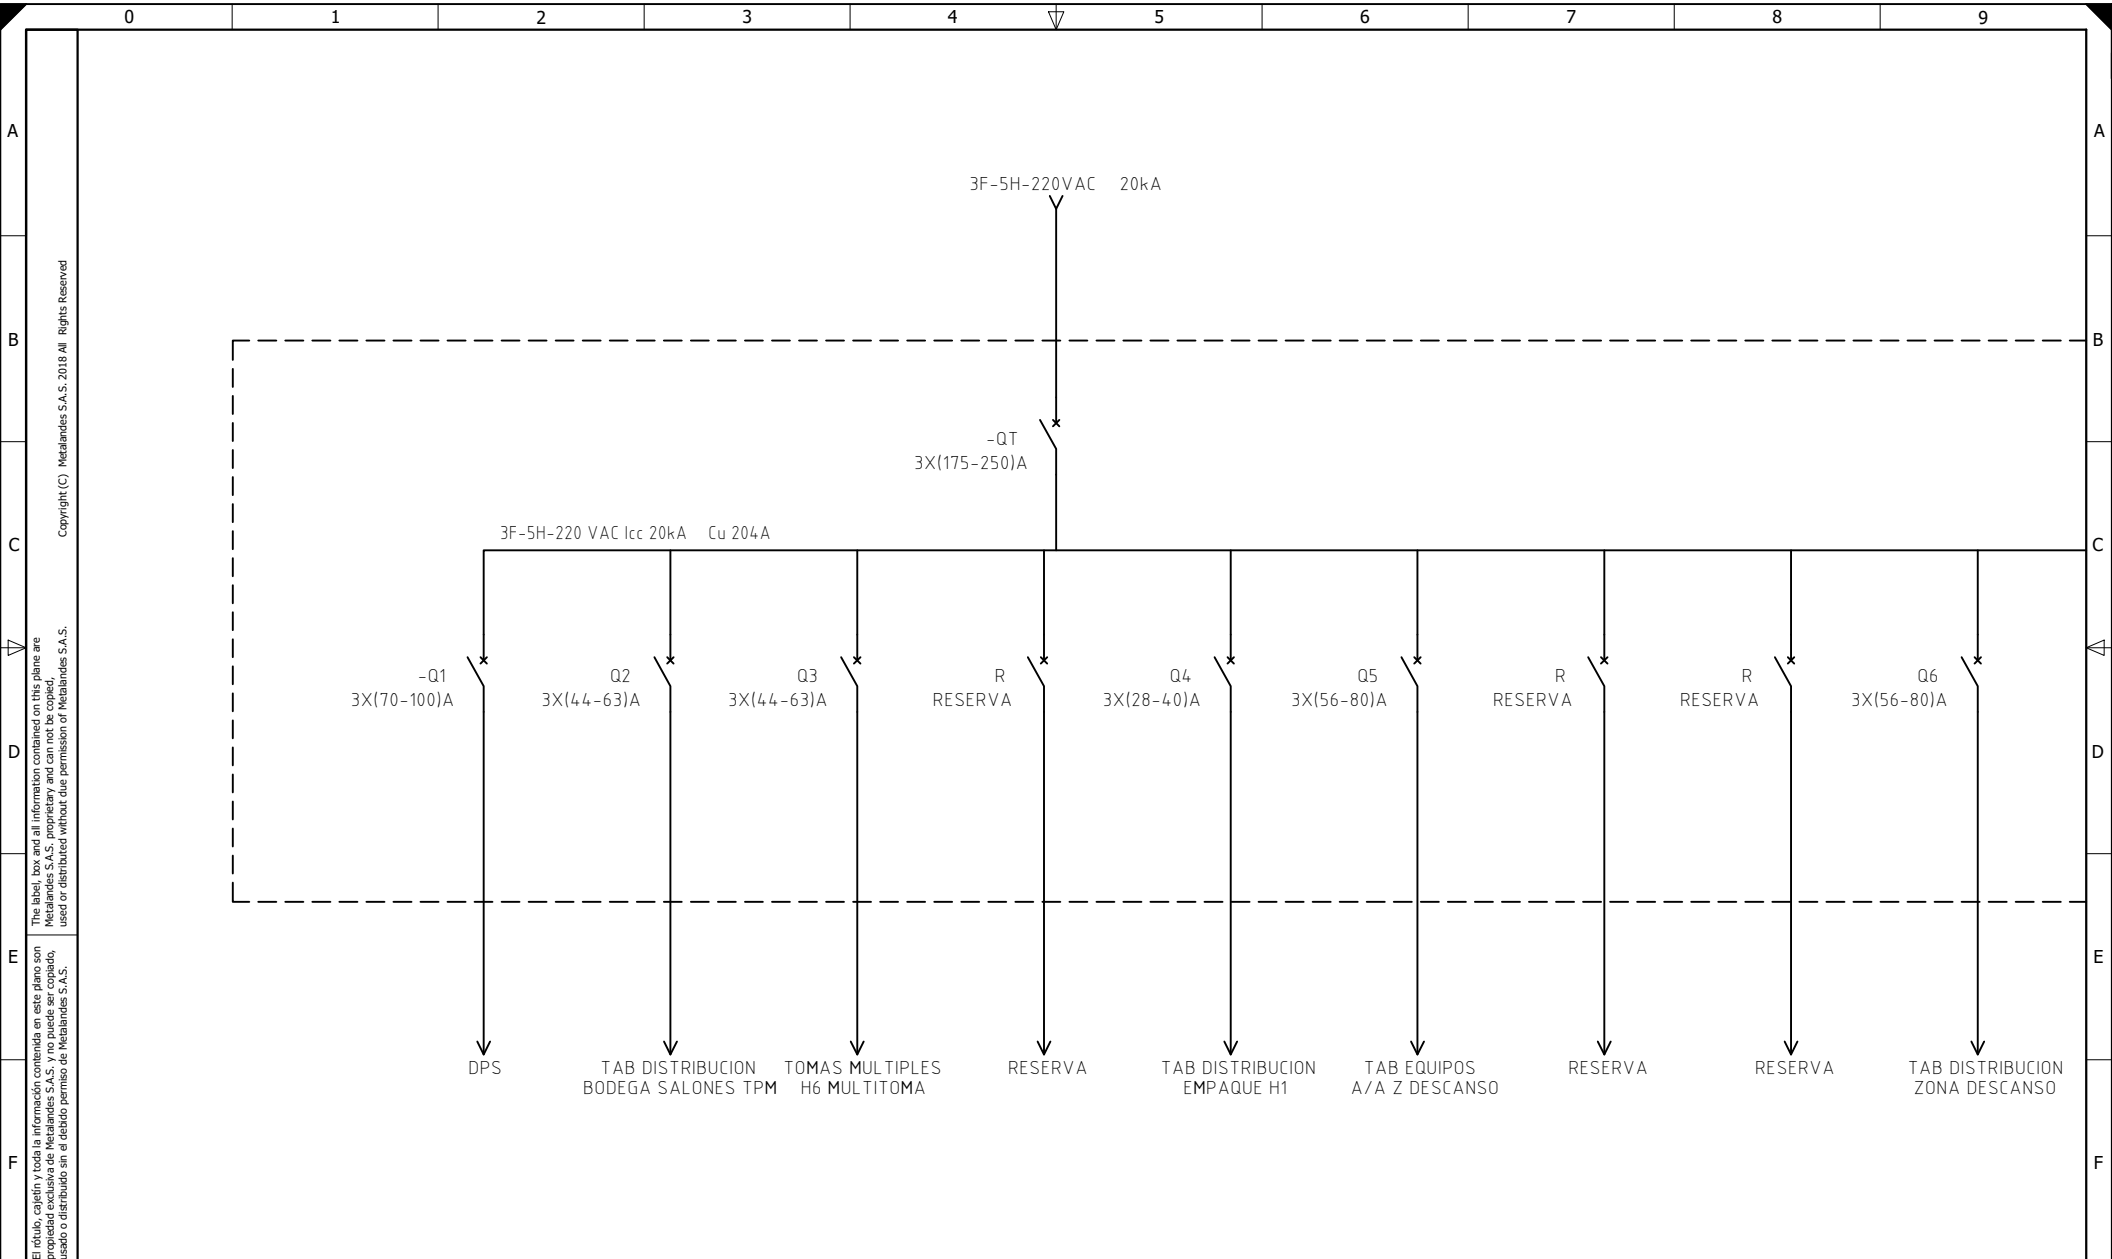 0 1 2 3 4 5 6 7 8 9
A A
3F-5H-220VAC 20kA
B B
-QT
3X(175-250)A
3F-5H-220 VAC Icc 20kA Cu 204A
C C
-Q1 Q2 Q3 R Q4 Q5 R R Q6
3X(70-100)A 3X(44-63)A 3X(44-63)A RESERVA 3X(28-40)A 3X(56-80)A RESERVA RESERVA 3X(56-80)A
D D
E E
DPS TAB DISTRIBUCION TOMAS MULTIPLES RESERVA TAB DISTRIBUCION TAB EQUIPOS RESERVA RESERVA TAB DISTRIBUCION
BODEGA SALONES TPM H6 MULTITOMA EMPAQUE H1 A/A Z DESCANSO ZONA DESCANSO
F F
Copyright (C) Metalandes S.A.S. 2018 All Rights Reserved
The label, box and all information contained on this plane are
Metalandes S.A.S. proprietary and can not be copied,
used or distributed without due permission of Metalandes S.A.S.
El rótulo, cajetín y toda la información contenida en este plano son
propiedad exclusiva de Metalandes S.A.S. y no puede ser copiado,
usado o distribuido sin el debido permiso de Metalandes S.A.S.